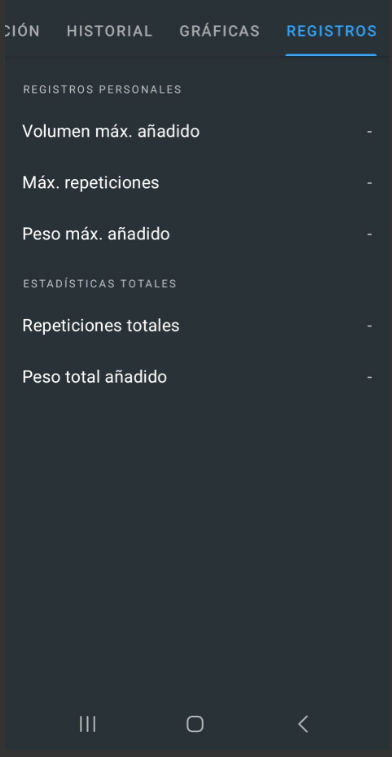 CIÓN HISTORIAL GRÁFICAS REGISTROS
REGISTROS PERSONALES
Volumen máx. añadido -
Máx. repeticiones -
Peso máx. añadido -
ESTADÍSTICAS TOTALES
Repeticiones totales -
Peso total añadido -